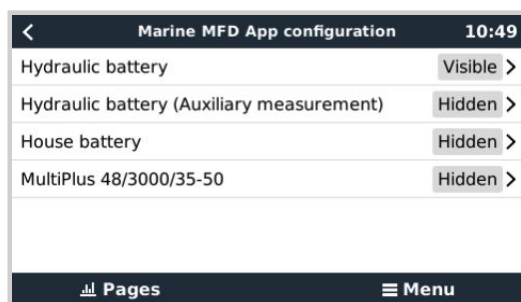 Marine MFD App configuration 10:49
Hydraulic battery Visible
Hydraulic battery (Auxiliary measurement) Hidden
House battery Hidden
MultiPlus 48/3000/35-50 Hidden
Pages Menu